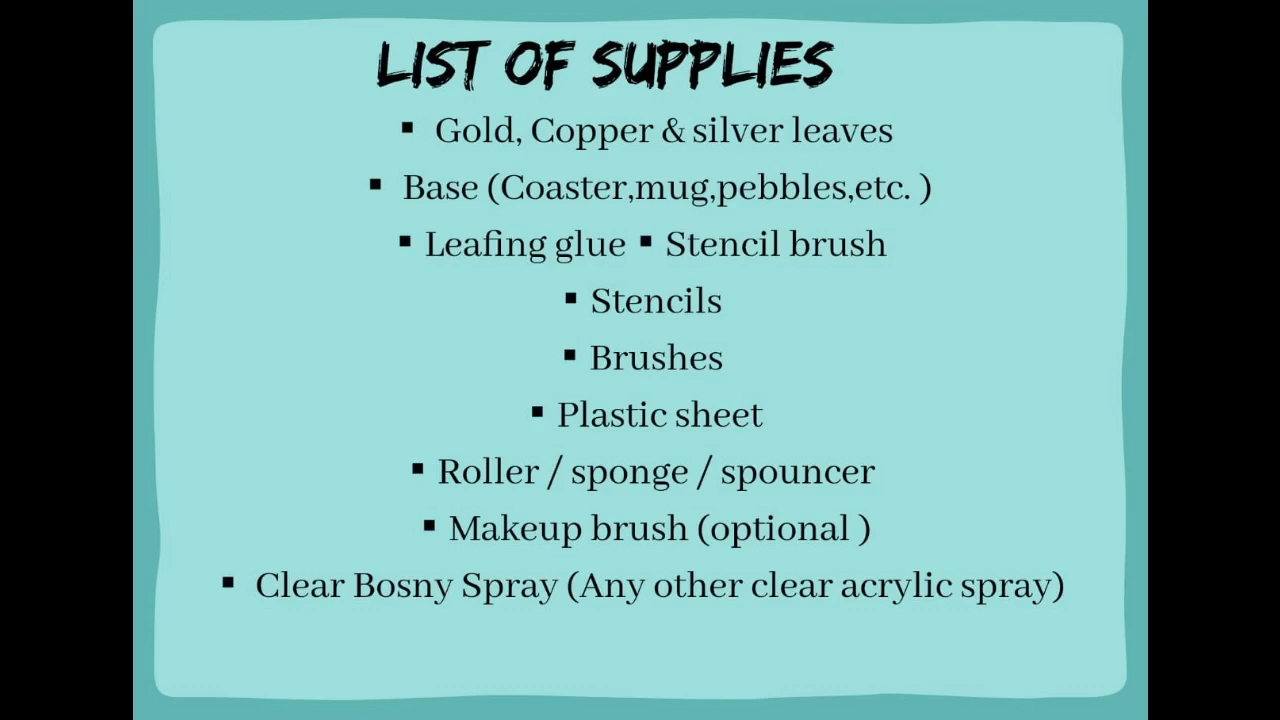 LIST OF SUPPLIES
▪ Gold, Copper & silver leaves
▪ Base (Coaster,mug,pebbles,etc. )
▪ Leafing glue ▪ Stencil brush
▪ Stencils
▪ Brushes
▪ Plastic sheet
▪ Roller / sponge / spouncer
▪ Makeup brush (optional )
▪ Clear Bosny Spray (Any other clear acrylic spray)